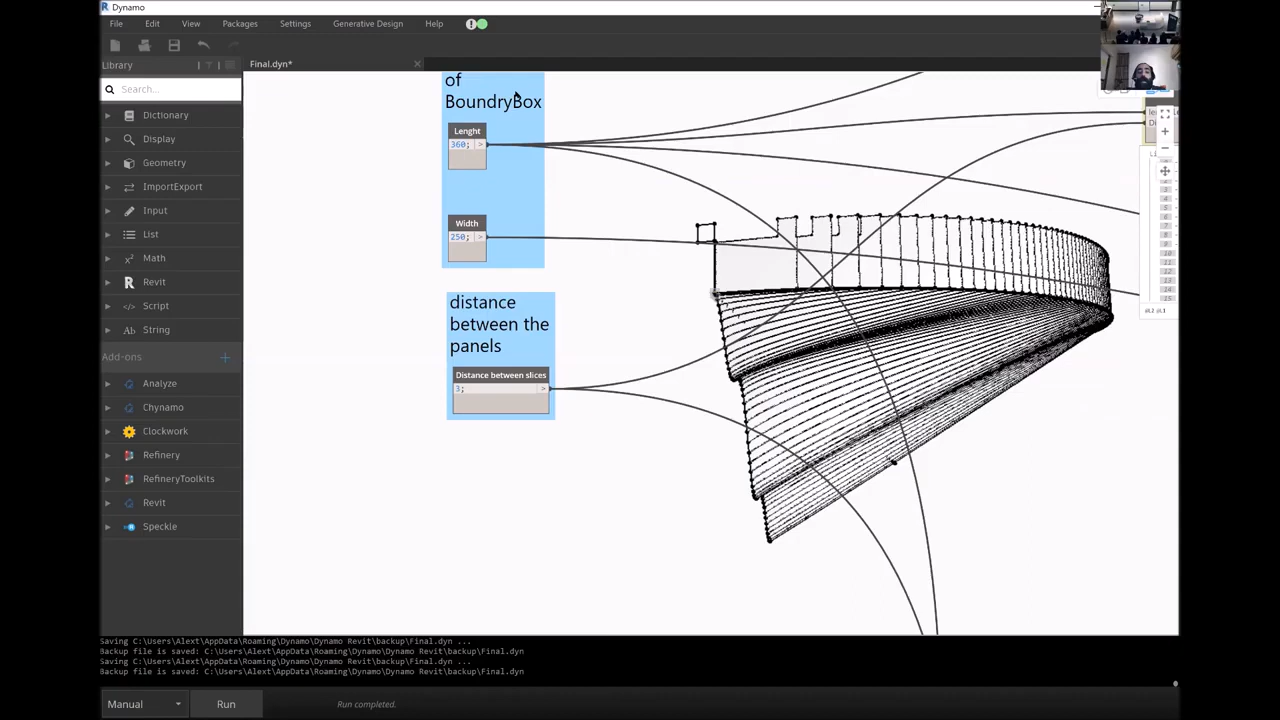 Dynamo
File Edit View Packages Settings Generative Design Help
Library
Final.dyn*
Search...
Dictionary
Display
Geometry
ImportExport
Input
List
Math
Revit
Script
String
Add-ons
Analyze
Chynamo
Clockwork
Refinery
RefineryToolkits
Revit
Speckle
of
BoundryBox
Lenght
360; >
Width
250; >
distance
between the
panels
Distance between slices
3; >
Saving C:\Users\Alext\AppData\Roaming\Dynamo\Dynamo Revit\backup\Final.dyn ...
Backup file is saved: C:\Users\Alext\AppData\Roaming\Dynamo\Dynamo Revit\backup\Final.dyn
Saving C:\Users\Alext\AppData\Roaming\Dynamo\Dynamo Revit\backup\Final.dyn ...
Backup file is saved: C:\Users\Alext\AppData\Roaming\Dynamo\Dynamo Revit\backup\Final.dyn
Manual Run Run completed.